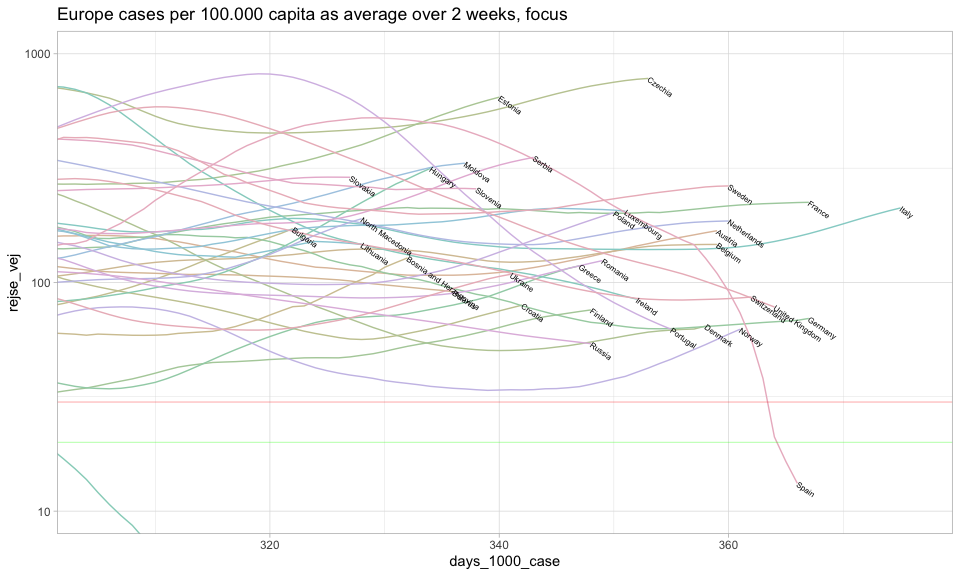 Europe cases per 100.000 capita as average over 2 weeks, focus
1000
100
10
rejse_vej
Czechia
Estonia
Serbia
Moldova
Hungary
Slovakia
Slovenia
Sweden
France
Italy
Luxembourg
Poland
Netherlands
North Macedonia
Bulgaria
Austria
Belgium
Lithuania
Bosnia and Herzegovina
Romania
Greece
Ukraine
Croatia
Finland
Ireland
Switzerland
United Kingdom
Germany
Denmark
Norway
Portugal
Russia
Spain
320
340
360
days_1000_case